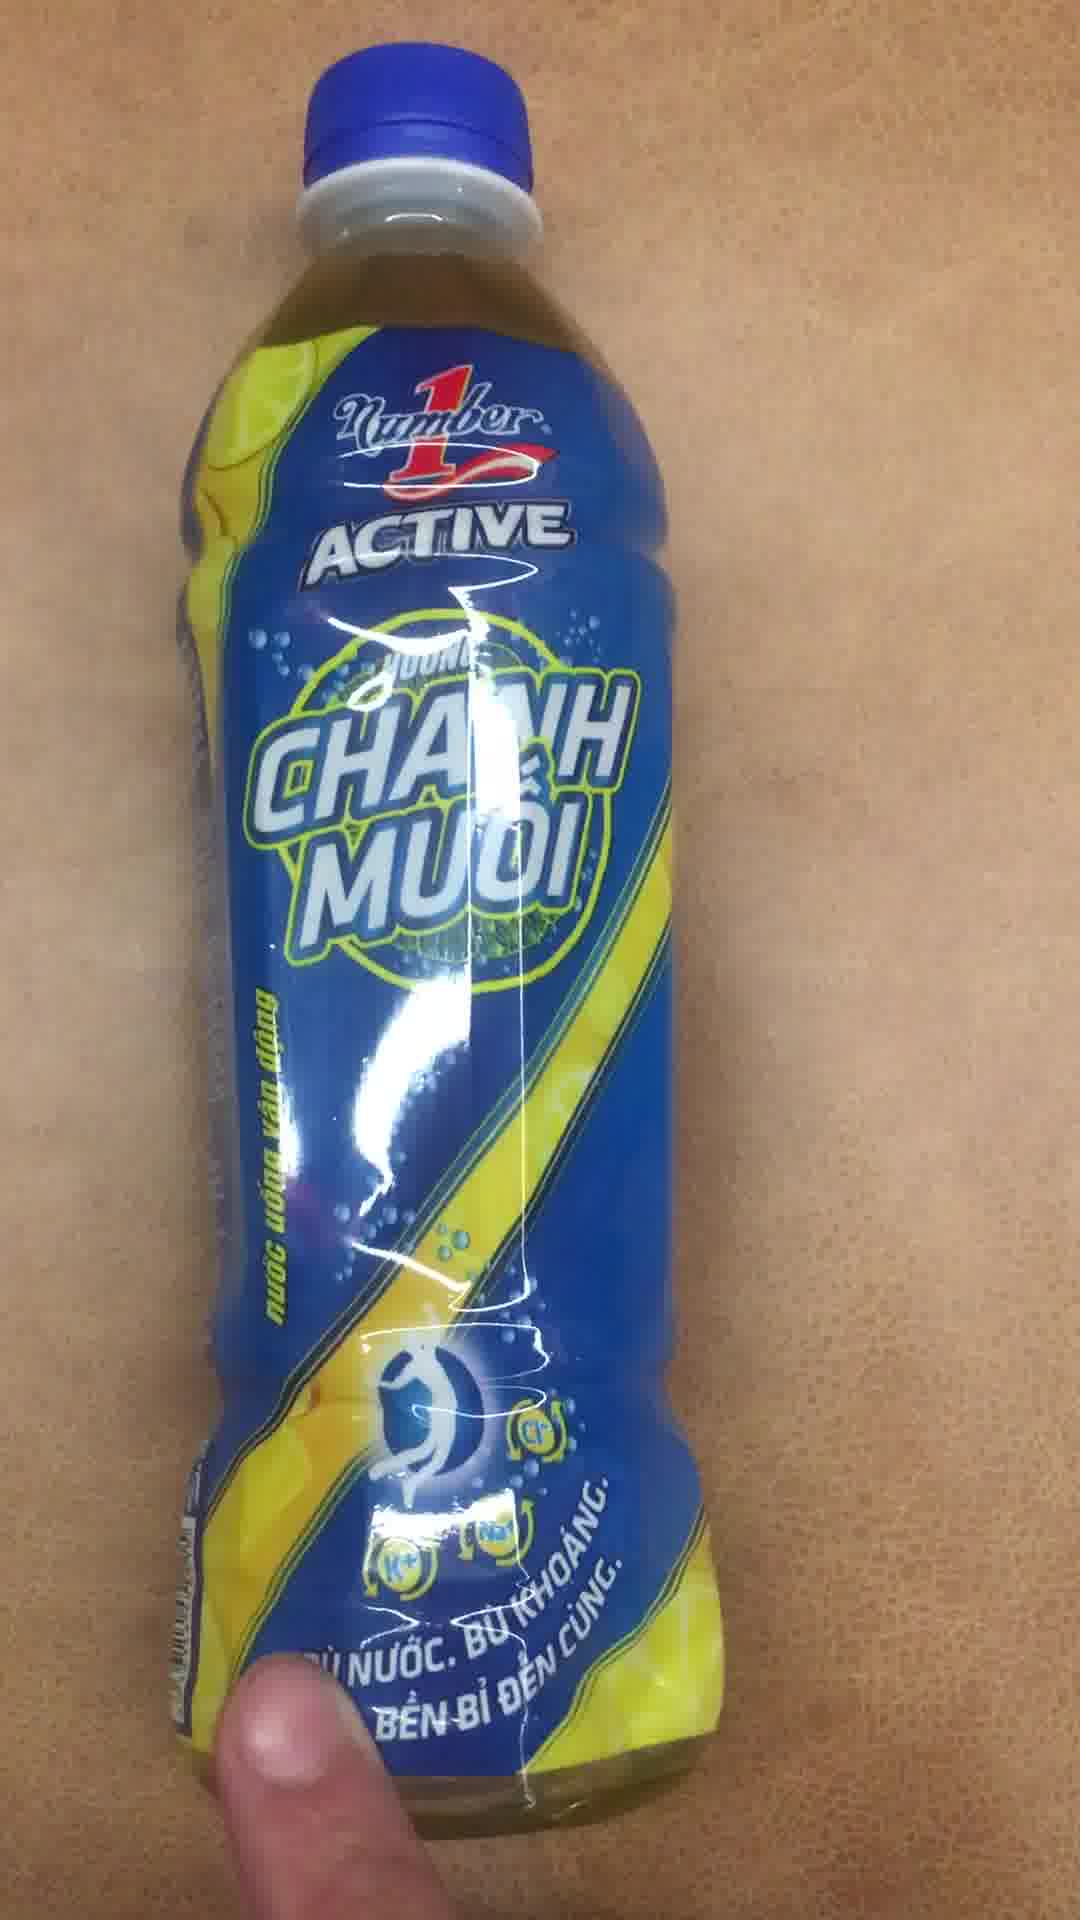 Number 1
ACTIVE
HƯƠNG
CHANH
MUỐI
nước uống vận động
Cl-
Na+
K+
BÙ NƯỚC. BÙ KHOÁNG.
BỀN BỈ ĐẾN CÙNG.